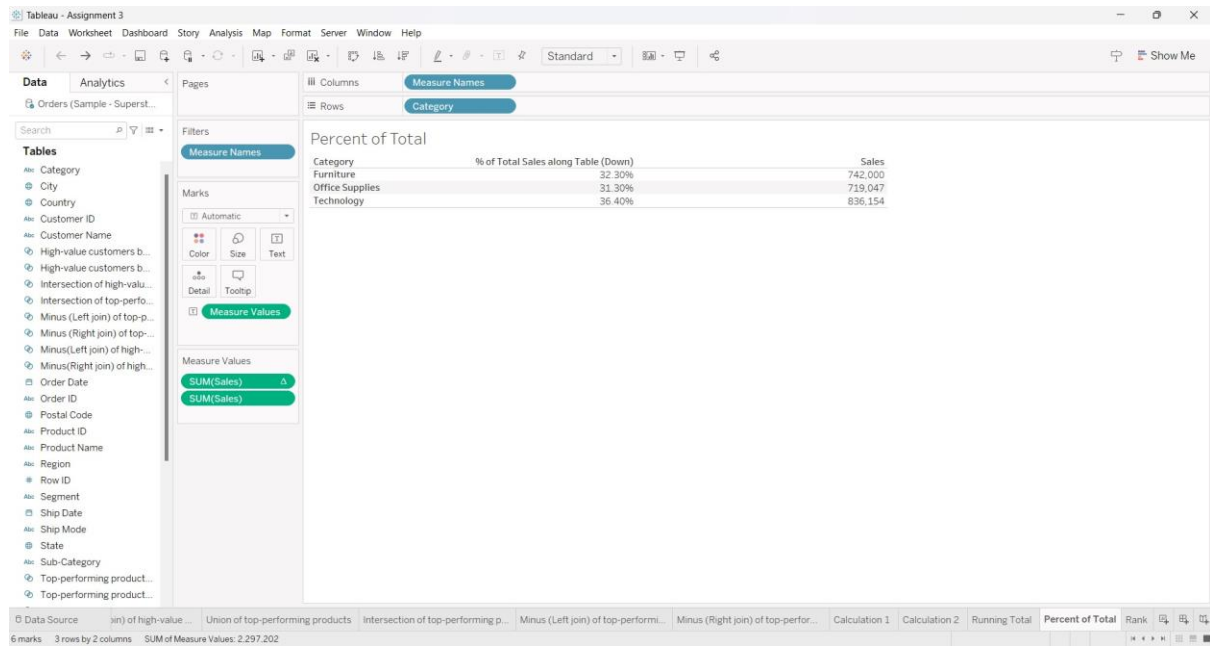 Tableau - Assignment 3
File Data Worksheet Dashboard Story Analysis Map Format Server Window Help
Standard
Show Me
Data Analytics
Orders (Sample - Superst...
Search
Tables
Abc Category
City
Country
Abc Customer ID
Abc Customer Name
High-value customers b...
High-value customers b...
Intersection of high-valu...
Intersection of top-perfo...
Minus (Left join) of top-p...
Minus (Right join) of top-...
Minus(Left join) of high-...
Minus(Right join) of high...
Order Date
Abc Order ID
Postal Code
Abc Product ID
Abc Product Name
Abc Region
# Row ID
Abc Segment
Ship Date
Abc Ship Mode
State
Abc Sub-Category
Top-performing product...
Top-performing product...
Pages
Filters
Measure Names
Marks
Automatic
Color Size Text
Detail Tooltip
Measure Values
Measure Values
SUM(Sales) Δ
SUM(Sales)
Columns Measure Names
Rows Category
Percent of Total
Category % of Total Sales along Table (Down) Sales
Furniture 32.30% 742,000
Office Supplies 31.30% 719,047
Technology 36.40% 836,154
Data Source oin) of high-value ... Union of top-performing products Intersection of top-performing p... Minus (Left join) of top-performi... Minus (Right join) of top-perfor... Calculation 1 Calculation 2 Running Total Percent of Total Rank
6 marks 3 rows by 2 columns SUM of Measure Values: 2,297,202